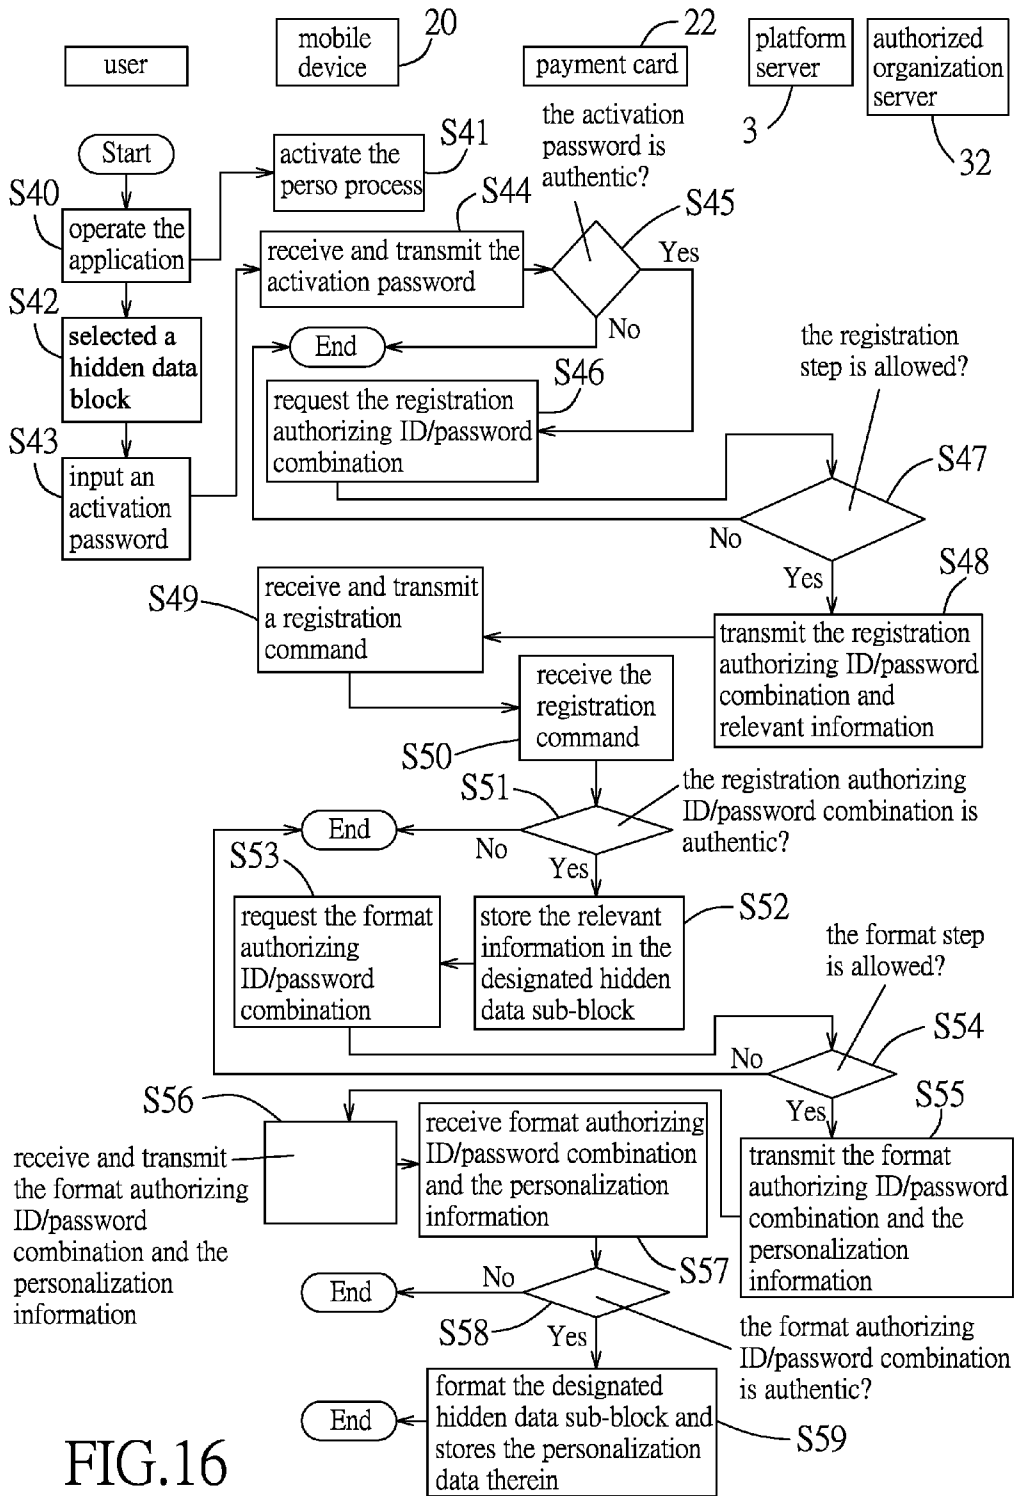 20
22
mobile
device
platform
server
authorized
organization
server
user
payment card
3
32
the activation
password is
authentic?
Start
S41
activate the
perso process
S40
operate the
application
S44
receive and transmit the
activation password
S45
Yes
No
S42
selected a
hidden data
block
End
the registration
step is allowed?
S46
request the registration
authorizing ID/password
combination
S43
input an
activation
password
S47
No
Yes
S48
transmit the registration
authorizing ID/password
combination and
relevant information
S49
receive and transmit
a registration
command
receive the
registration
command
S50
S51
the registration authorizing
ID/password combination is
authentic?
End
No
Yes
S53
request the format
authorizing
ID/password
combination
S52
store the relevant
information in the
designated hidden
data sub-block
the format step
is allowed?
S54
No
Yes
S55
transmit the format
authorizing ID/password
combination and the
personalization
information
S56
receive and transmit
the format authorizing
ID/password
combination and the
personalization
information
receive format authorizing
ID/password combination
and the personalization
information
S57
End
No
S58
Yes
the format authorizing
ID/password combination
is authentic?
End
format the designated
hidden data sub-block and
stores the personalization
data therein
S59
FIG.16